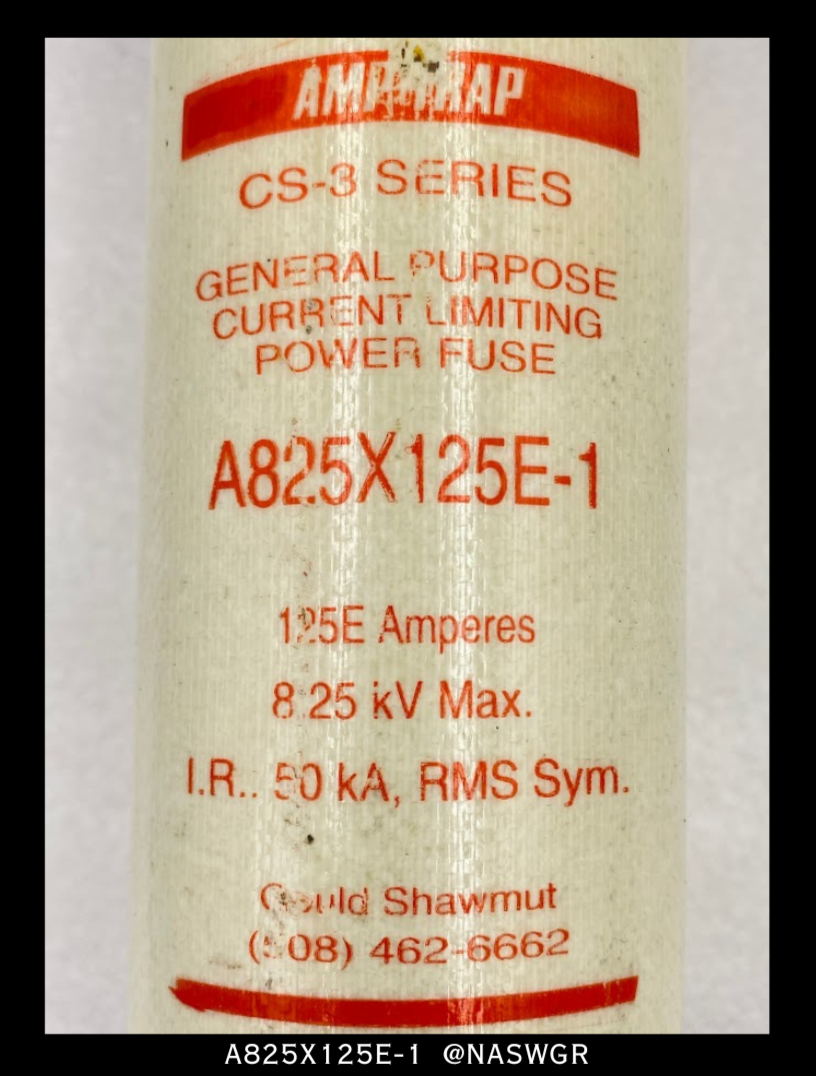 AMP-TRAP
CS-3 SERIES
GENERAL PURPOSE
CURRENT LIMITING
POWER FUSE
A825X125E-1
125E Amperes
8.25 kV Max.
I.R.. 50 kA, RMS Sym.
Gould Shawmut
(508) 462-6662
A825X125E-1 @NASWGR